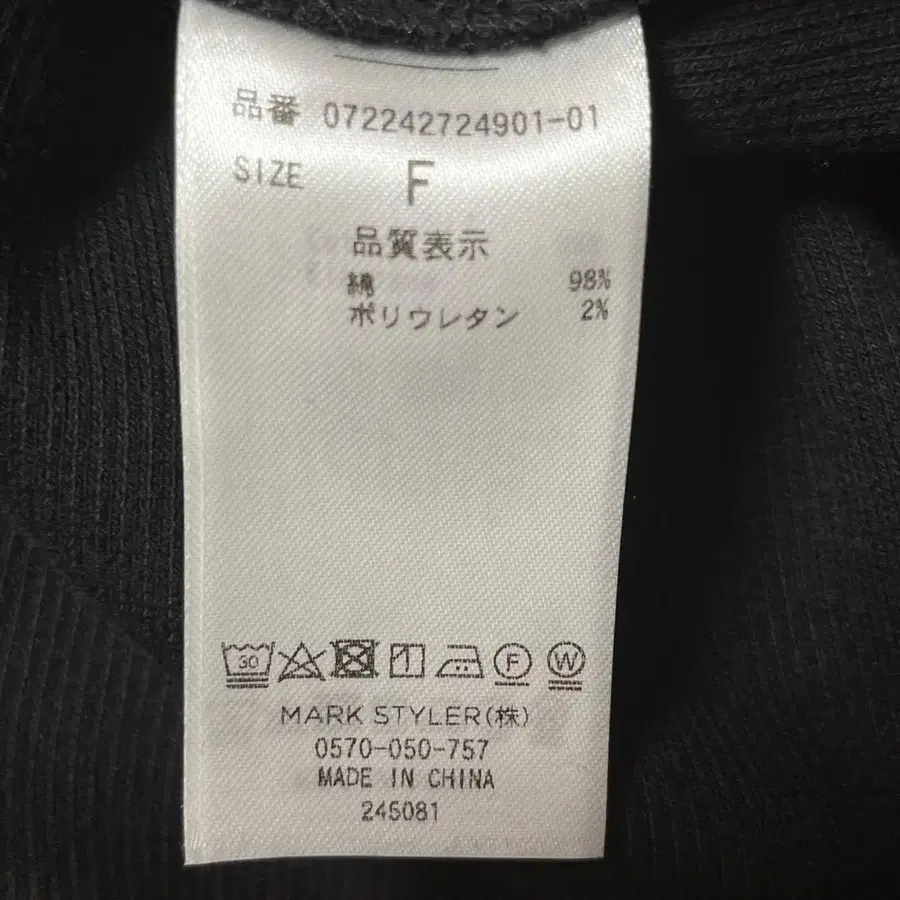 品番 072242724901-01
SIZE F
品質表示
綿 98%
ポリウレタン 2%
30 F W
MARK STYLER(株)
0570-050-757
MADE IN CHINA
245081